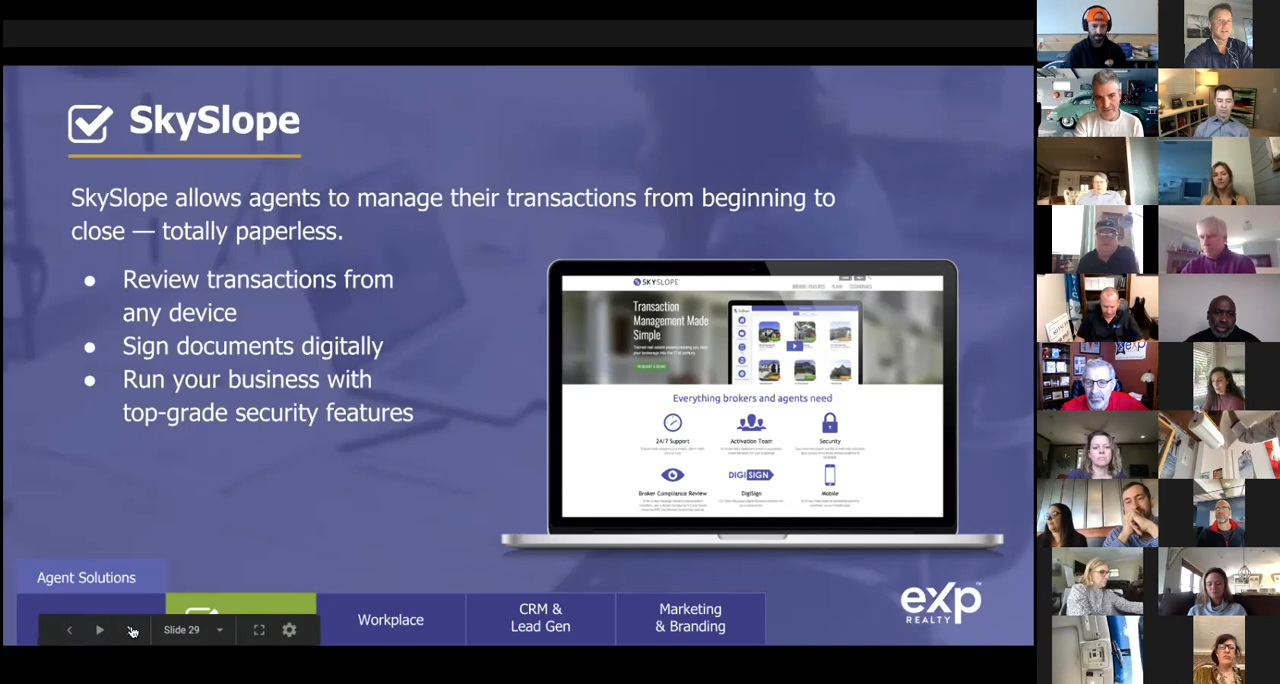 SkySlope
SkySlope allows agents to manage their transactions from beginning to
close — totally paperless.
● Review transactions from
any device
● Sign documents digitally
● Run your business with
top-grade security features
SKYSLOPE
Transaction
Management Made
Simple
Everything brokers and agents need
24/7 Support
Activation Team
Security
DIGISIGN
Broker Compliance Review
DigiSign
Mobile
Agent Solutions
Workplace
CRM &
Lead Gen
Marketing
& Branding
eXp
REALTY
Slide 29